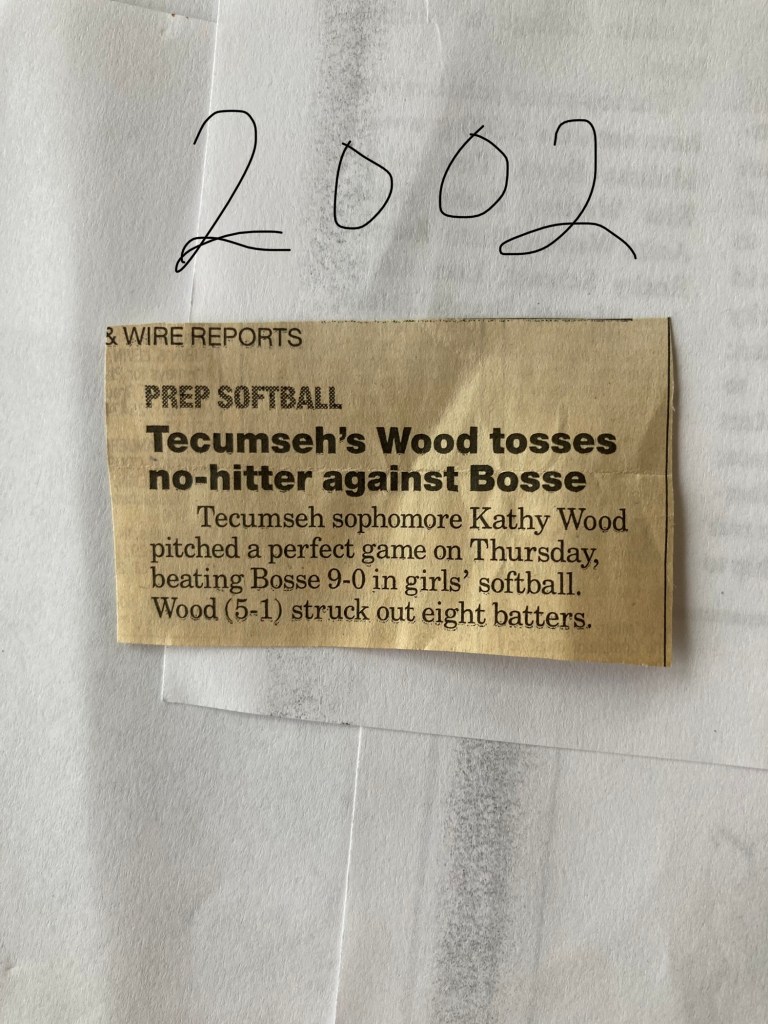 2002
& WIRE REPORTS
PREP SOFTBALL
Tecumseh's Wood tosses
no-hitter against Bosse
Tecumseh sophomore Kathy Wood
pitched a perfect game on Thursday,
beating Bosse 9-0 in girls' softball.
Wood (5-1) struck out eight batters.